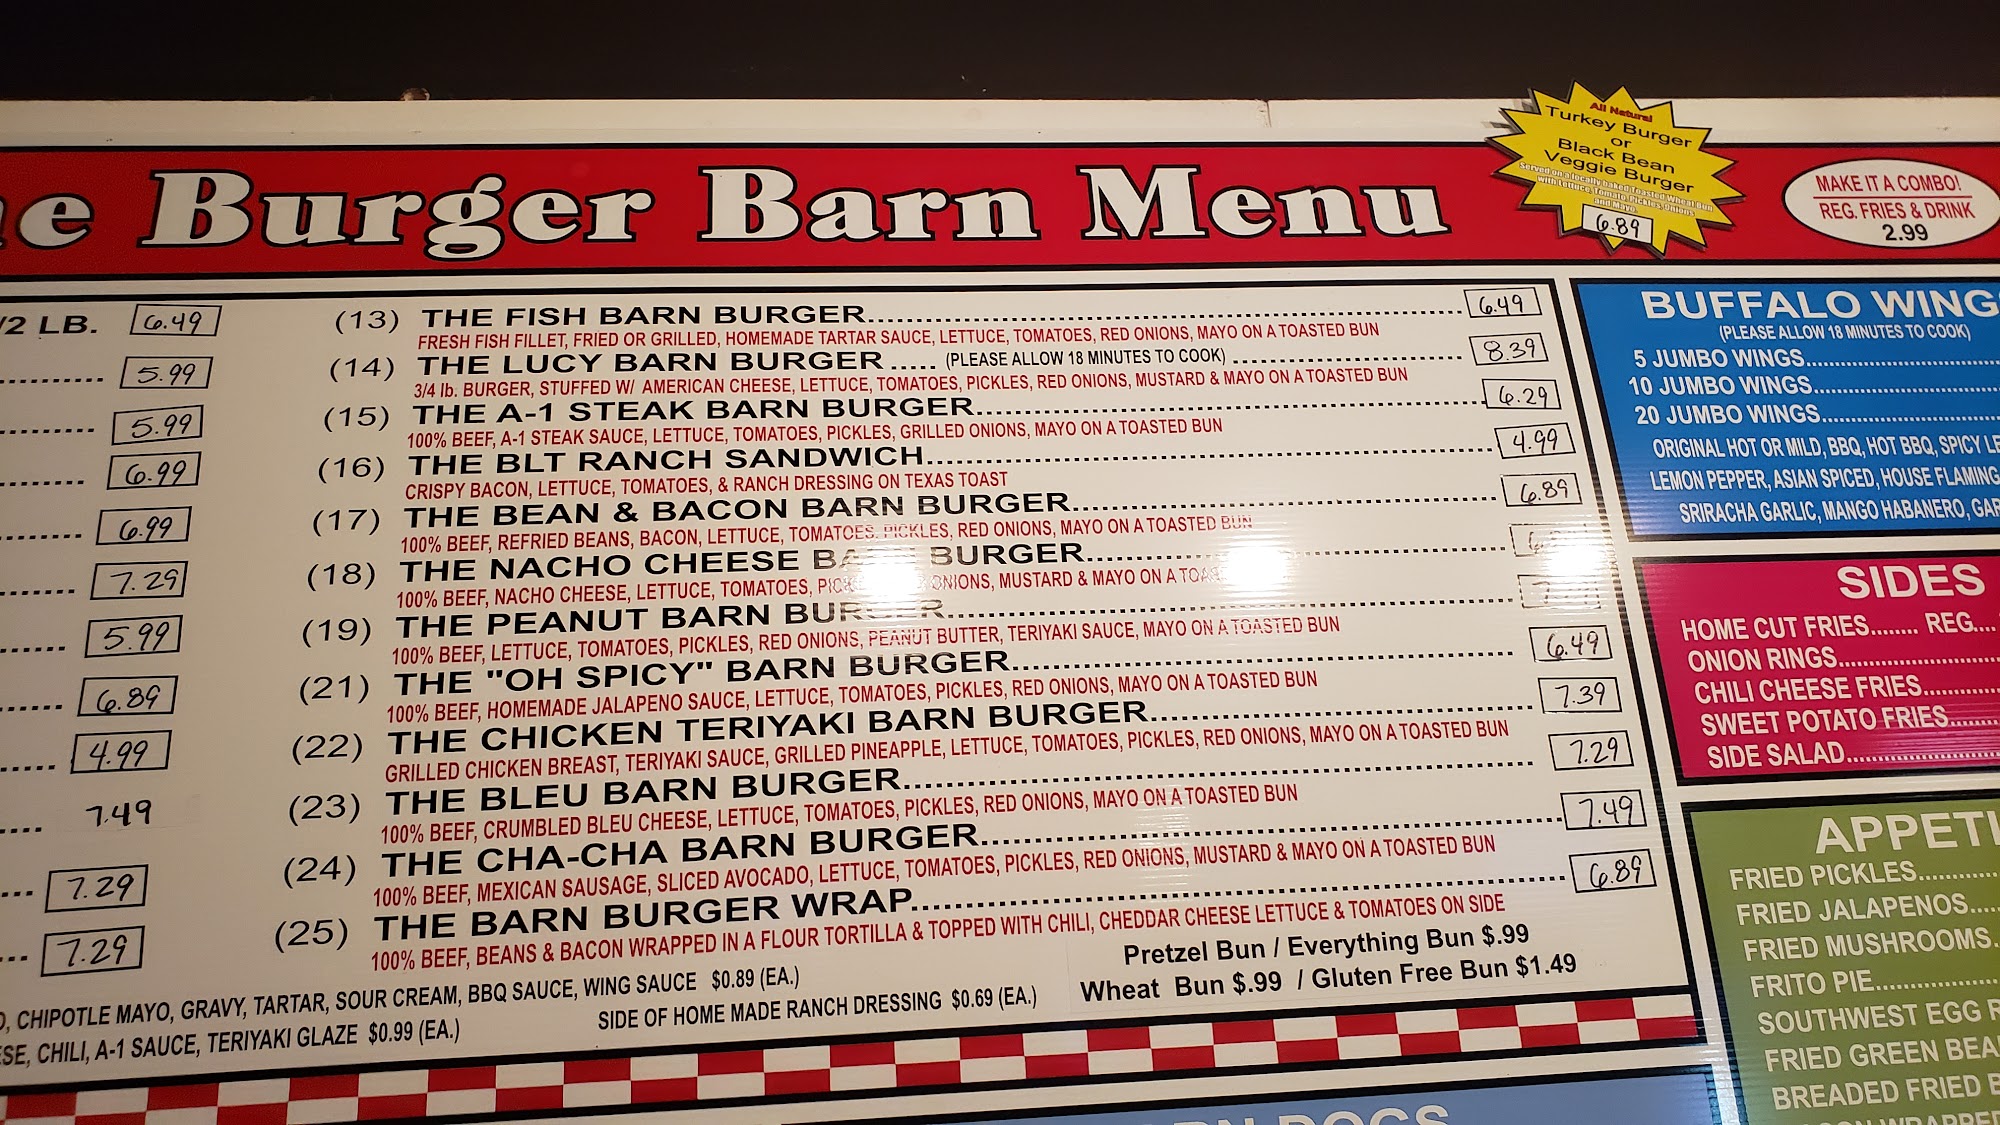 Burger Barn Menu
All Natural
Turkey Burger
or
Black Bean
Veggie Burger
Served on a locally baked Toasted Wheat Bun
with Lettuce, Tomato, Pickles, Onions
and Mayo
6.89
MAKE IT A COMBO!
REG. FRIES & DRINK
2.99
/2 LB. 6.49
5.99
5.99
6.99
6.99
7.29
5.99
6.89
4.99
7.49
7.29
7.29
(13) THE FISH BARN BURGER 6.49
FRESH FISH FILLET, FRIED OR GRILLED, HOMEMADE TARTAR SAUCE, LETTUCE, TOMATOES, RED ONIONS, MAYO ON A TOASTED BUN
(14) THE LUCY BARN BURGER ..... (PLEASE ALLOW 18 MINUTES TO COOK) 8.39
3/4 lb. BURGER, STUFFED W/ AMERICAN CHEESE, LETTUCE, TOMATOES, PICKLES, RED ONIONS, MUSTARD & MAYO ON A TOASTED BUN
(15) THE A-1 STEAK BARN BURGER 6.29
100% BEEF, A-1 STEAK SAUCE, LETTUCE, TOMATOES, PICKLES, GRILLED ONIONS, MAYO ON A TOASTED BUN
(16) THE BLT RANCH SANDWICH 4.99
CRISPY BACON, LETTUCE, TOMATOES, & RANCH DRESSING ON TEXAS TOAST
(17) THE BEAN & BACON BARN BURGER 6.89
100% BEEF, REFRIED BEANS, BACON, LETTUCE, TOMATOES, PICKLES, RED ONIONS, MAYO ON A TOASTED BUN
(18) THE NACHO CHEESE BARN BURGER
100% BEEF, NACHO CHEESE, LETTUCE, TOMATOES, ONIONS, MUSTARD & MAYO ON A
(19) THE PEANUT BARN BURGER
100% BEEF, LETTUCE, TOMATOES, PICKLES, RED ONIONS, PEANUT BUTTER, TERIYAKI SAUCE, MAYO ON A TOASTED BUN
(21) THE "OH SPICY" BARN BURGER 6.49
100% BEEF, HOMEMADE JALAPENO SAUCE, LETTUCE, TOMATOES, PICKLES, RED ONIONS, MAYO ON A TOASTED BUN
(22) THE CHICKEN TERIYAKI BARN BURGER 7.39
GRILLED CHICKEN BREAST, TERIYAKI SAUCE, GRILLED PINEAPPLE, LETTUCE, TOMATOES, PICKLES, RED ONIONS, MAYO ON A TOASTED BUN
(23) THE BLEU BARN BURGER 7.29
100% BEEF, CRUMBLED BLEU CHEESE, LETTUCE, TOMATOES, PICKLES, RED ONIONS, MAYO ON A TOASTED BUN
(24) THE CHA-CHA BARN BURGER 7.49
100% BEEF, MEXICAN SAUSAGE, SLICED AVOCADO, LETTUCE, TOMATOES, PICKLES, RED ONIONS, MUSTARD & MAYO ON A TOASTED BUN
(25) THE BARN BURGER WRAP 6.89
100% BEEF, BEANS & BACON WRAPPED IN A FLOUR TORTILLA & TOPPED WITH CHILI, CHEDDAR CHEESE LETTUCE & TOMATOES ON SIDE
Pretzel Bun / Everything Bun $.99
Wheat Bun $.99 / Gluten Free Bun $1.49
CHIPOTLE MAYO, GRAVY, TARTAR, SOUR CREAM, BBQ SAUCE, WING SAUCE $0.89 (EA.)
CHILI, A-1 SAUCE, TERIYAKI GLAZE $0.99 (EA.)
SIDE OF HOME MADE RANCH DRESSING $0.69 (EA.)
BUFFALO WING
(PLEASE ALLOW 18 MINUTES TO COOK)
5 JUMBO WINGS
10 JUMBO WINGS
20 JUMBO WINGS
ORIGINAL HOT OR MILD, BBQ, HOT BBQ, SPICY LE
LEMON PEPPER, ASIAN SPICED, HOUSE FLAMING
SRIRACHA GARLIC, MANGO HABANERO, GAR
SIDES
HOME CUT FRIES........ REG....
ONION RINGS
CHILI CHEESE FRIES
SWEET POTATO FRIES
SIDE SALAD
APPETI
FRIED PICKLES
FRIED JALAPENOS
FRIED MUSHROOMS
FRITO PIE
SOUTHWEST EGG R
FRIED GREEN BEA
BREADED FRIED B
DOGS